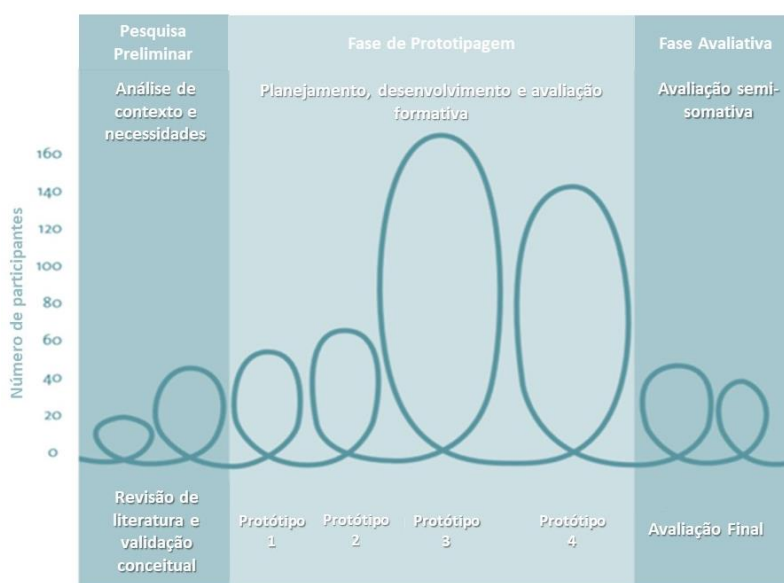 Pesquisa
Preliminar
Fase de Prototipagem
Fase Avaliativa
Análise de
contexto e
necessidades
Planejamento, desenvolvimento e avaliação
formativa
Avaliação semi-
somativa
Número de participantes
160
140
120
100
80
60
40
20
0
Revisão de
literatura e
validação
conceitual
Protótipo
1
Protótipo
2
Protótipo
3
Protótipo
4
Avaliação Final